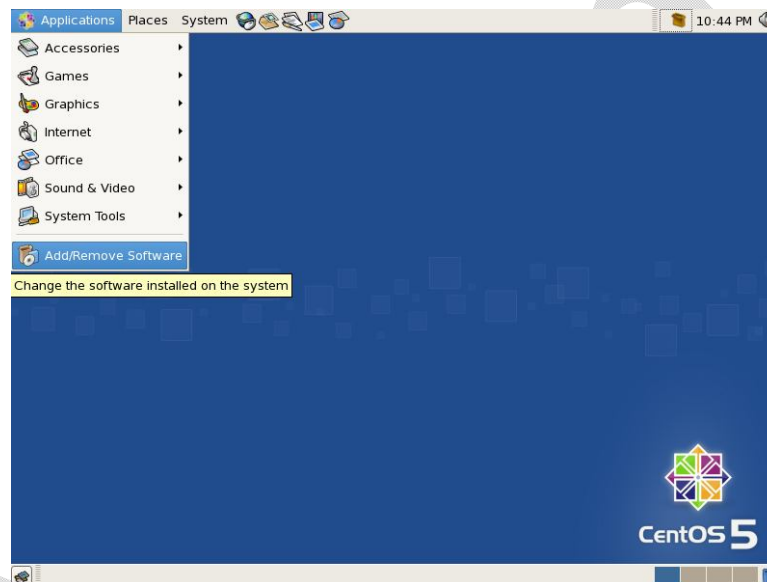 Applications Places System 10:44 PM
Accessories
Games
Graphics
Internet
Office
Sound & Video
System Tools
Add/Remove Software
Change the software installed on the system
CentOS 5